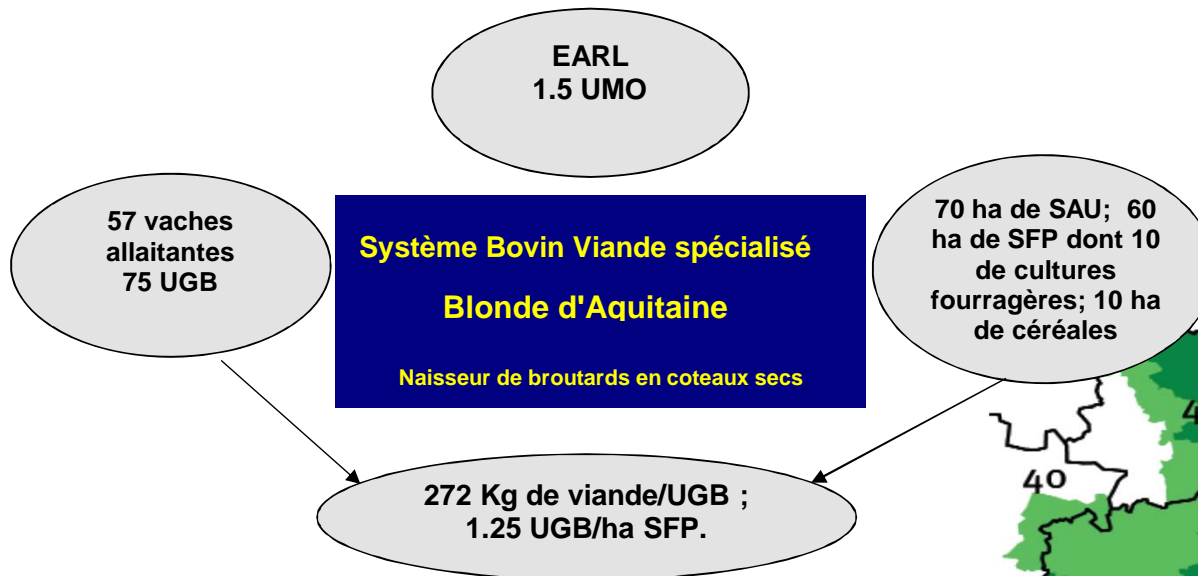 EARL
1.5 UMO
57 vaches
allaitantes
75 UGB
Système Bovin Viande spécialisé
Blonde d'Aquitaine
Naisseur de broutards en coteaux secs
70 ha de SAU;  60
ha de SFP dont 10
de cultures
fourragères; 10 ha
de céréales
272 Kg de viande/UGB ;
1.25 UGB/ha SFP.
40